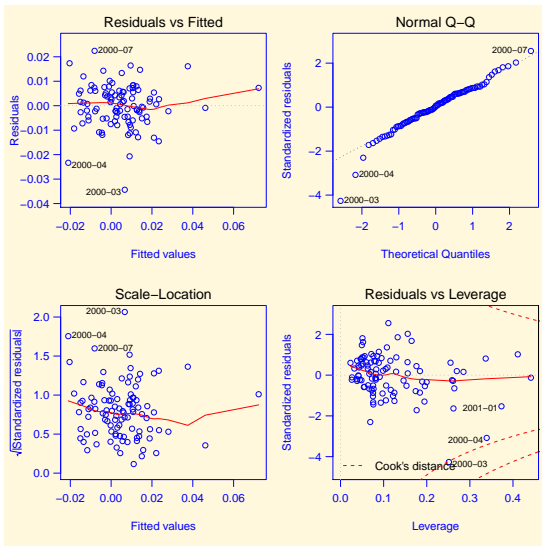 Residuals vs Fitted
Residuals
0.02
0.01
0.00
−0.01
−0.02
−0.03
−0.04
2000−07
2000−04
2000−03
−0.02 0.00 0.02 0.04 0.06
Fitted values
Normal Q−Q
Standardized residuals
2
0
−2
−4
2000−07
2000−04
2000−03
−2 −1 0 1 2
Theoretical Quantiles
Scale−Location
√|Standardized residuals|
2.0
1.5
1.0
0.5
0.0
2000−03
2000−04
2000−07
−0.02 0.00 0.02 0.04 0.06
Fitted values
Residuals vs Leverage
Standardized residuals
2
0
−2
−4
2001−01
2000−04
2000−03
Cook's distance
0.0 0.1 0.2 0.3 0.4
Leverage